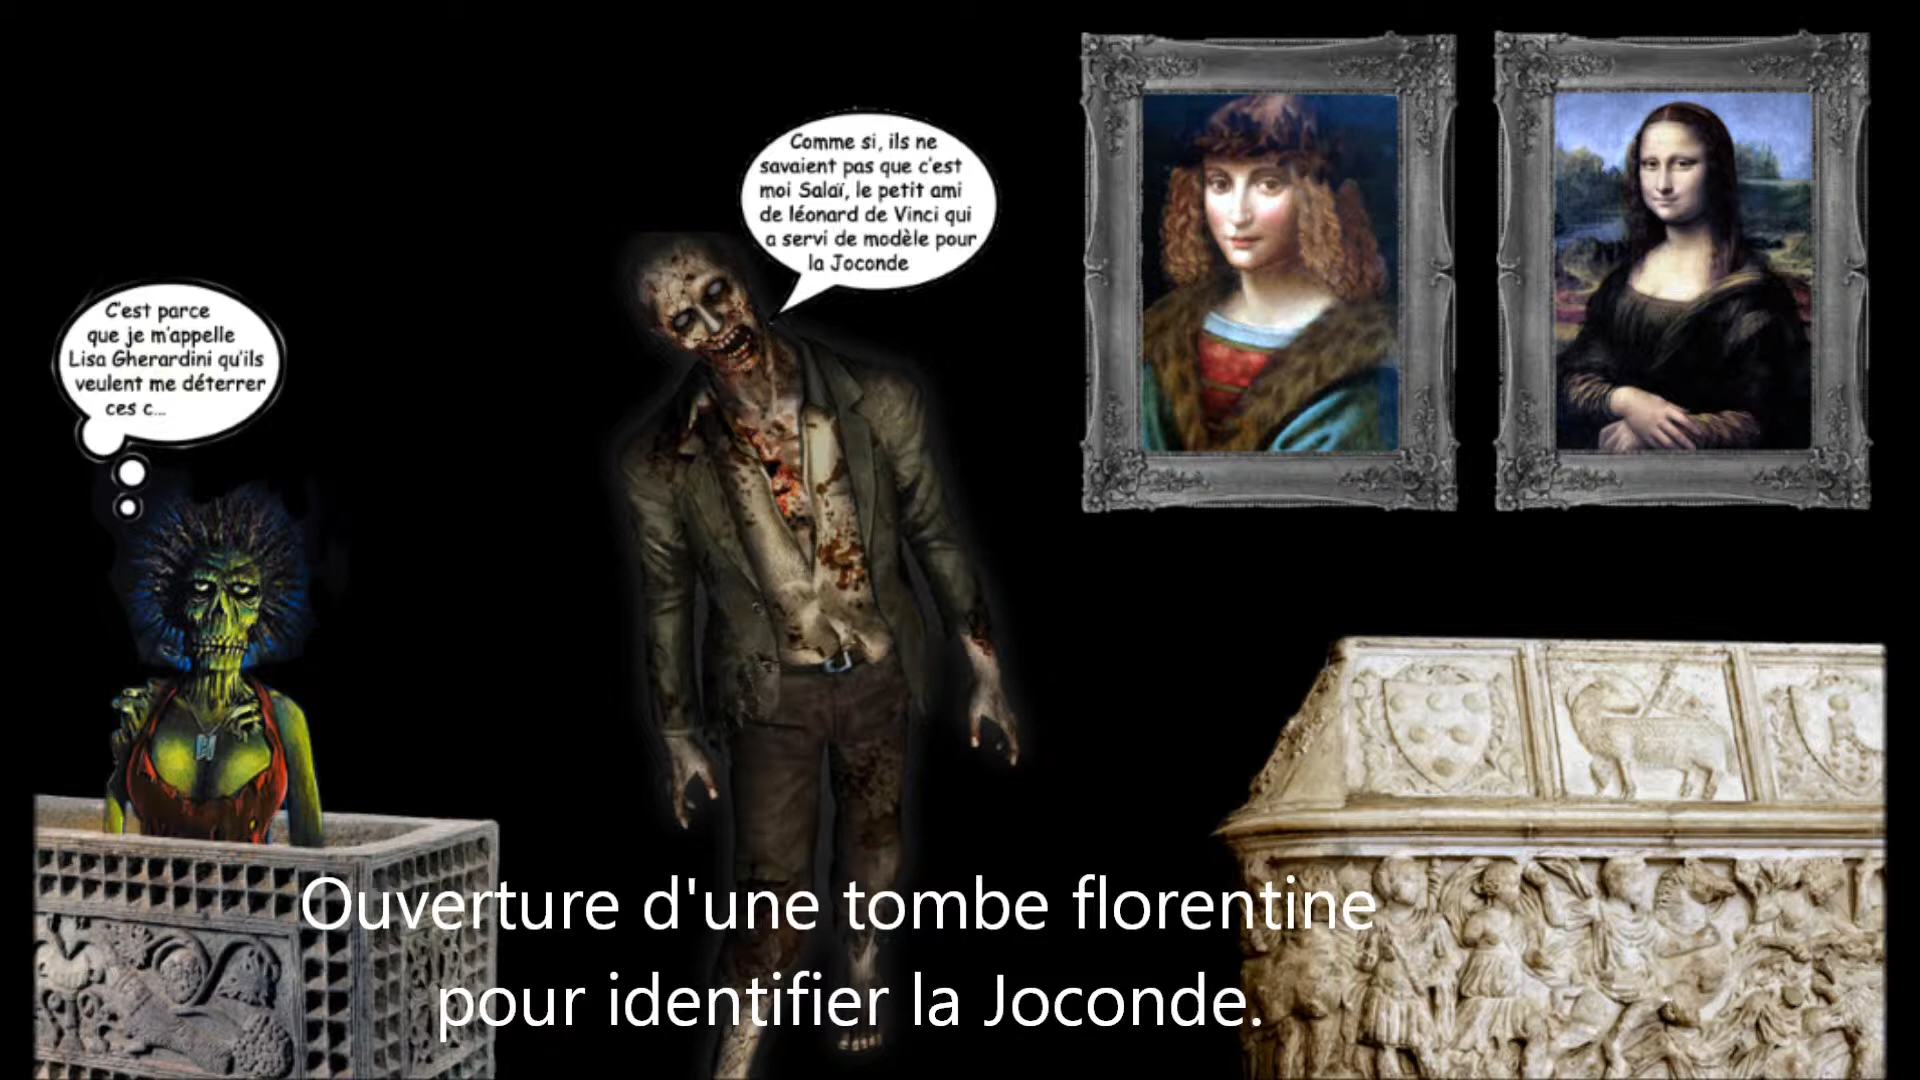 Comme si, ils ne
savaient pas que c'est
moi Salaï, le petit ami
de léonard de Vinci qui
a servi de modèle pour
la Joconde
C'est parce
que je m'appelle
Lisa Gherardini qu'ils
veulent me déterrer
ces c...
Ouverture d'une tombe florentine
pour identifier la Joconde.